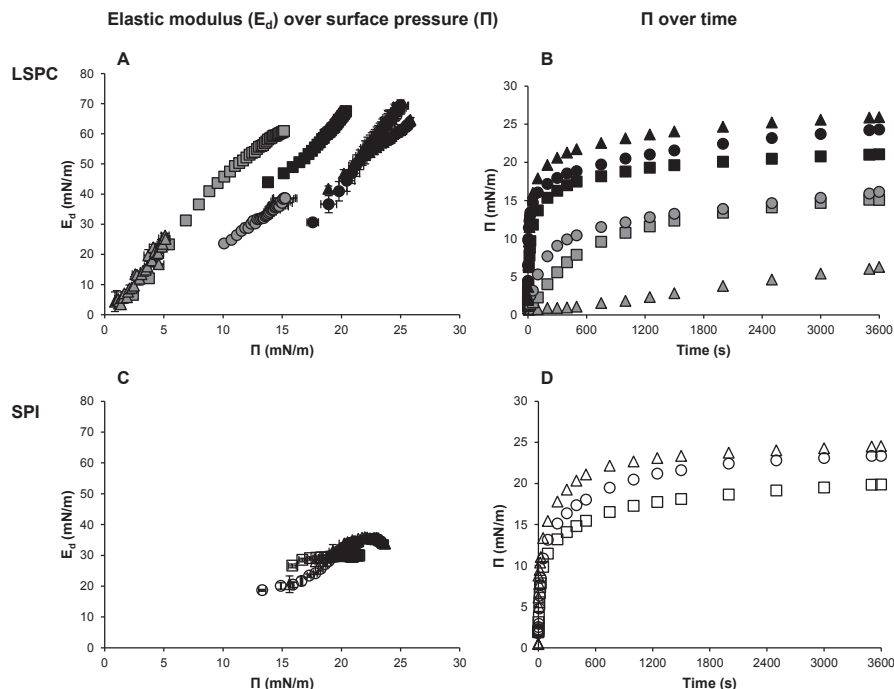 Elastic modulus (E_d) over surface pressure (Π)
Π over time
LSPC
A
80
70
60
50
40
30
20
10
0
E_d (mN/m)
0 5 10 15 20 25 30
Π (mN/m)
B
30
25
20
15
10
5
0
Π (mN/m)
0 600 1200 1800 2400 3000 3600
Time (s)
SPI
C
80
70
60
50
40
30
20
10
0
E_d (mN/m)
0 5 10 15 20 25 30
Π (mN/m)
D
30
25
20
15
10
5
0
Π (mN/m)
0 600 1200 1800 2400 3000 3600
Time (s)